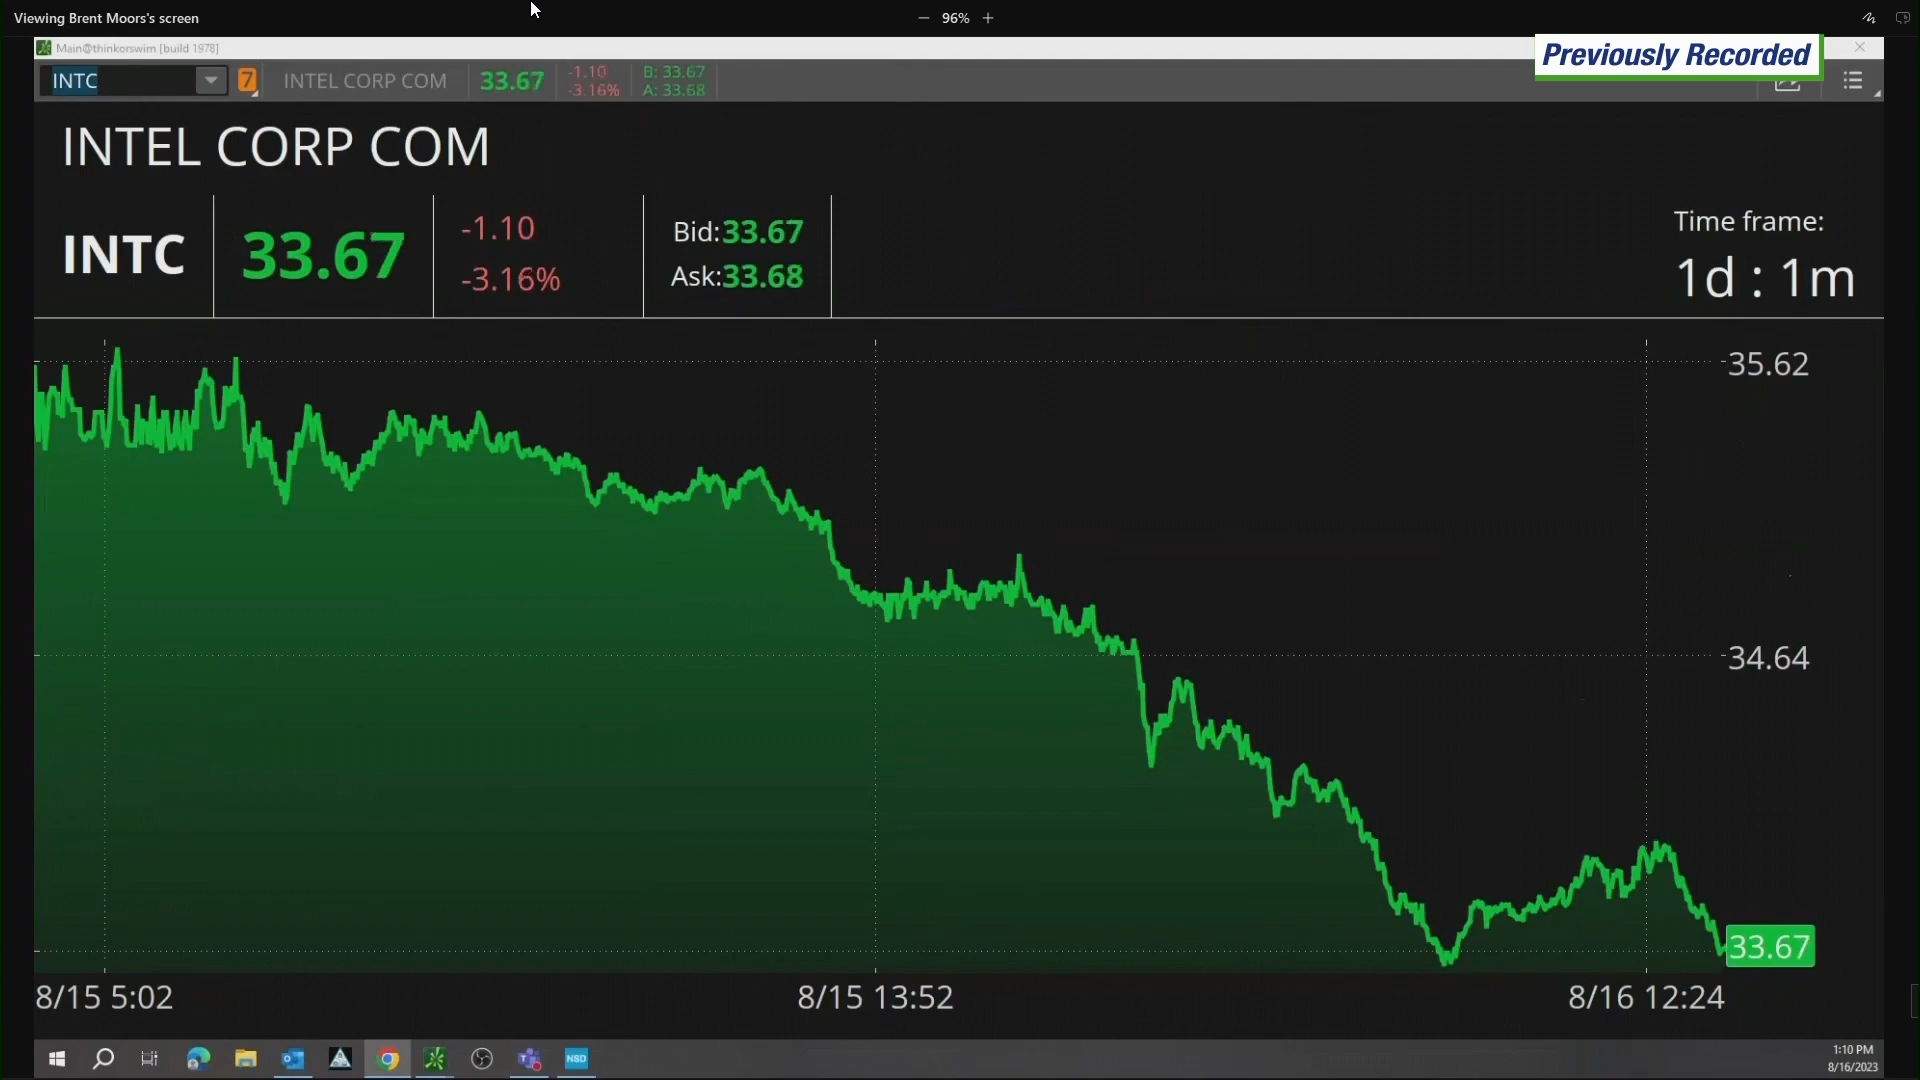 Viewing Brent Moors's screen
96%
Main@thinkorswim [build 1978]
Previously Recorded
INTC
7
INTEL CORP COM
33.67
-1.10
-3.16%
B: 33.67
A: 33.68
INTEL CORP COM
INTC
33.67
-1.10
-3.16%
Bid:33.67
Ask:33.68
Time frame:
1d : 1m
35.62
34.64
33.67
8/15 5:02
8/15 13:52
8/16 12:24
NSD
1:10 PM
8/16/2023